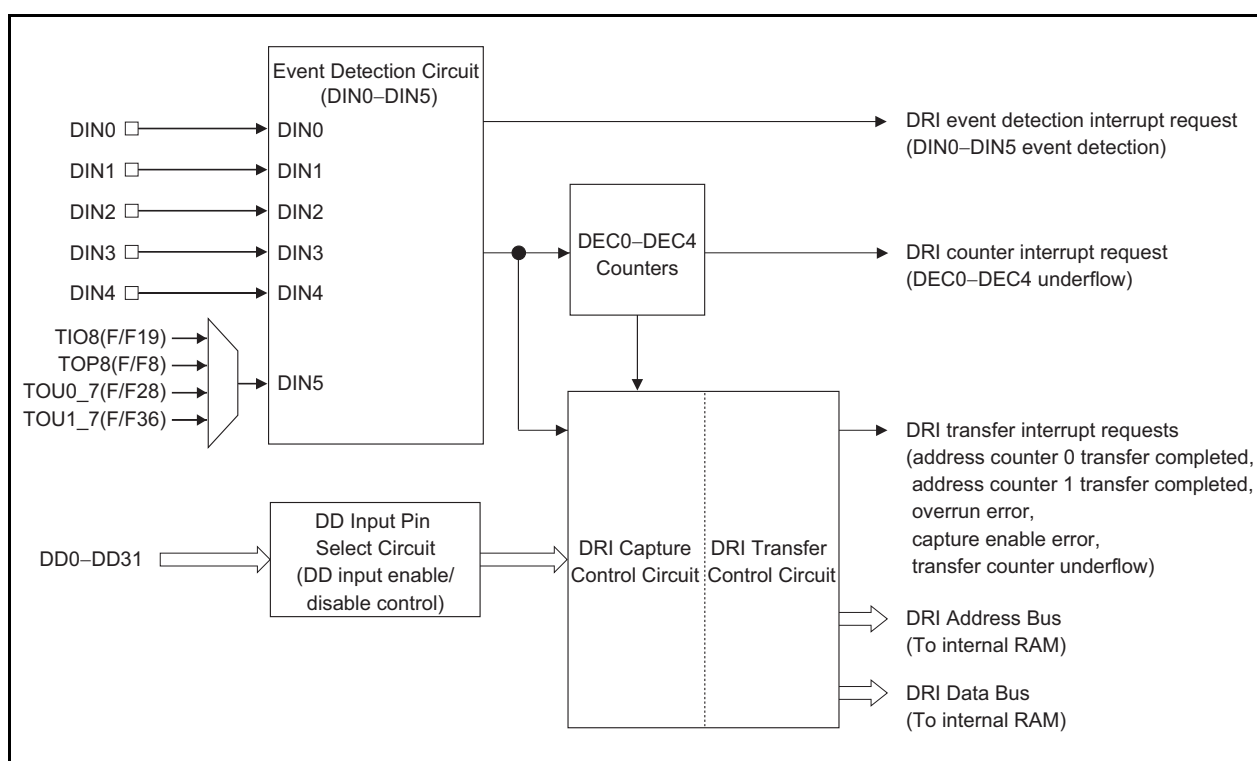 Event Detection Circuit
(DIN0–DIN5)
DIN0
DIN1
DIN2
DIN3
DIN4
TIO8(F/F19)
TOP8(F/F8)
TOU0_7(F/F28)
TOU1_7(F/F36)
DIN0
DIN1
DIN2
DIN3
DIN4
DIN5
DRI event detection interrupt request
(DIN0–DIN5 event detection)
DEC0–DEC4
Counters
DRI counter interrupt request
(DEC0–DEC4 underflow)
DD0–DD31
DD Input Pin
Select Circuit
(DD input enable/
disable control)
DRI Capture
Control Circuit
DRI Transfer
Control Circuit
DRI transfer interrupt requests
(address counter 0 transfer completed,
address counter 1 transfer completed,
overrun error,
capture enable error,
transfer counter underflow)
DRI Address Bus
(To internal RAM)
DRI Data Bus
(To internal RAM)